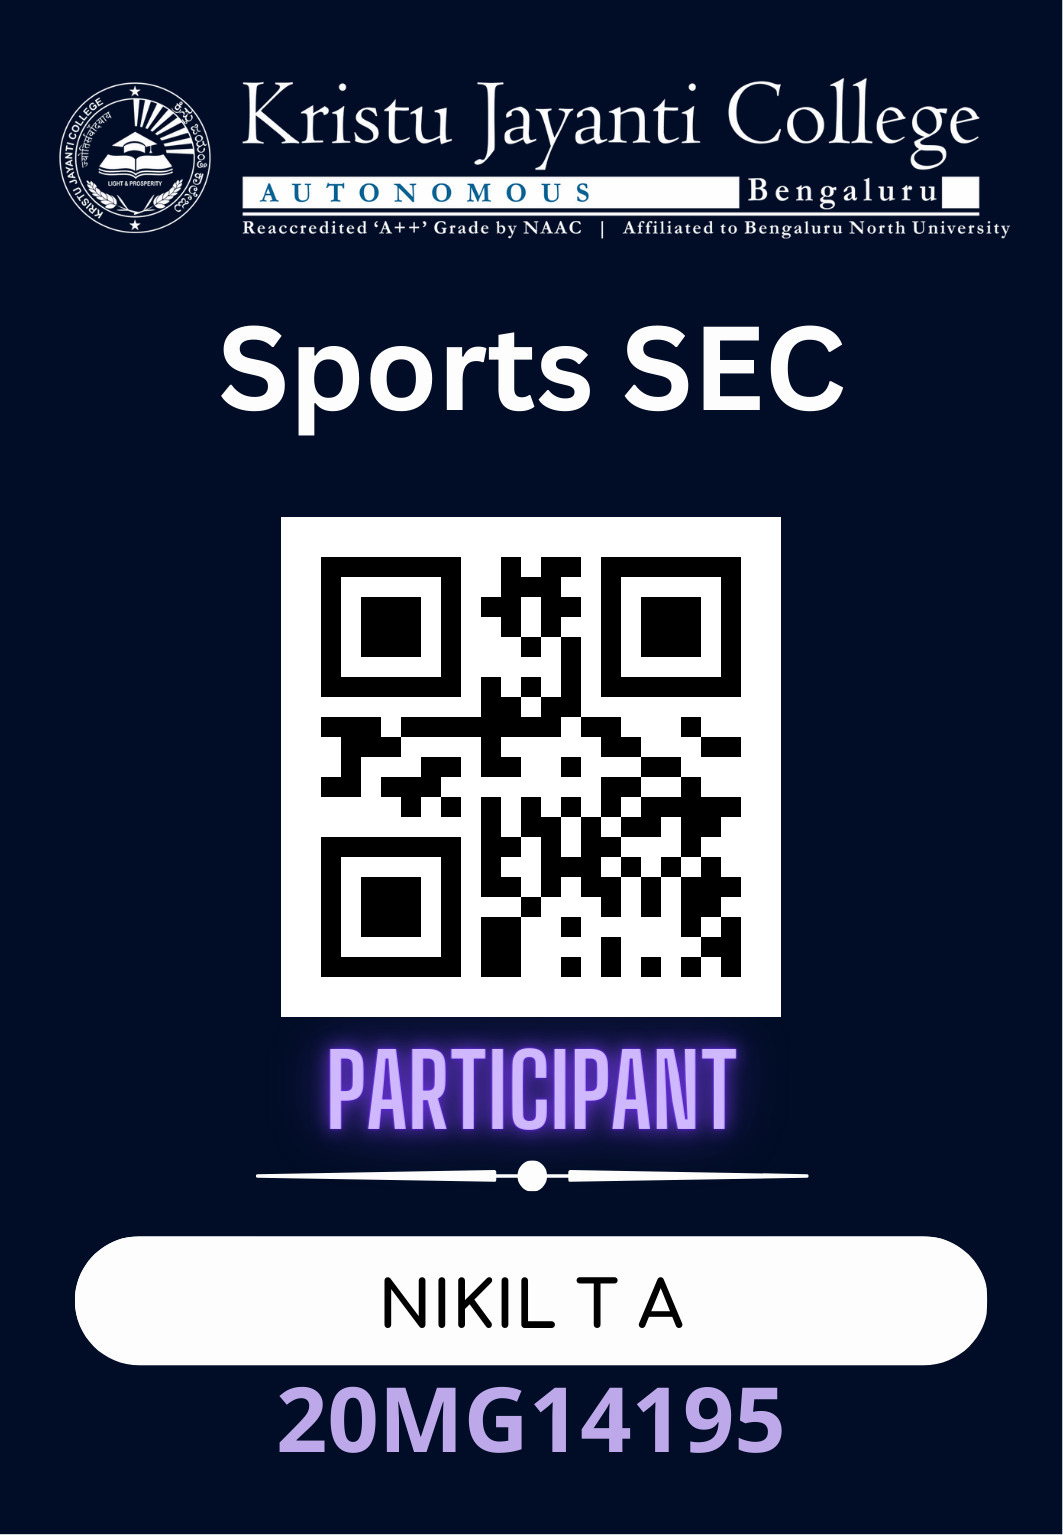 KRISTU JAYANTI COLLEGE
ಕ್ರಿಸ್ತು ಜಯಂತಿ ಕಾಲೇಜು
LIGHT & PROSPERITY
Kristu Jayanti College
AUTONOMOUS Bengaluru
Reaccredited ‘A++’ Grade by NAAC | Affiliated to Bengaluru North University
Sports SEC
PARTICIPANT
NIKIL T A
20MG14195